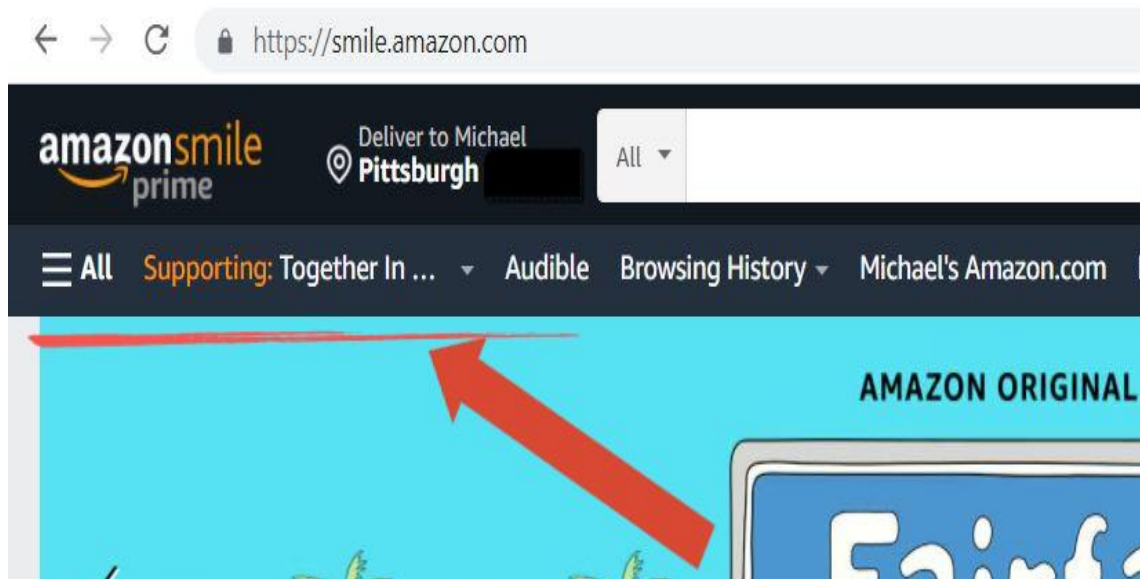 https://smile.amazon.com
amazonsmile
prime
Deliver to Michael
Pittsburgh
All
All
Supporting: Together In ...
Audible
Browsing History
Michael's Amazon.com
AMAZON ORIGINAL